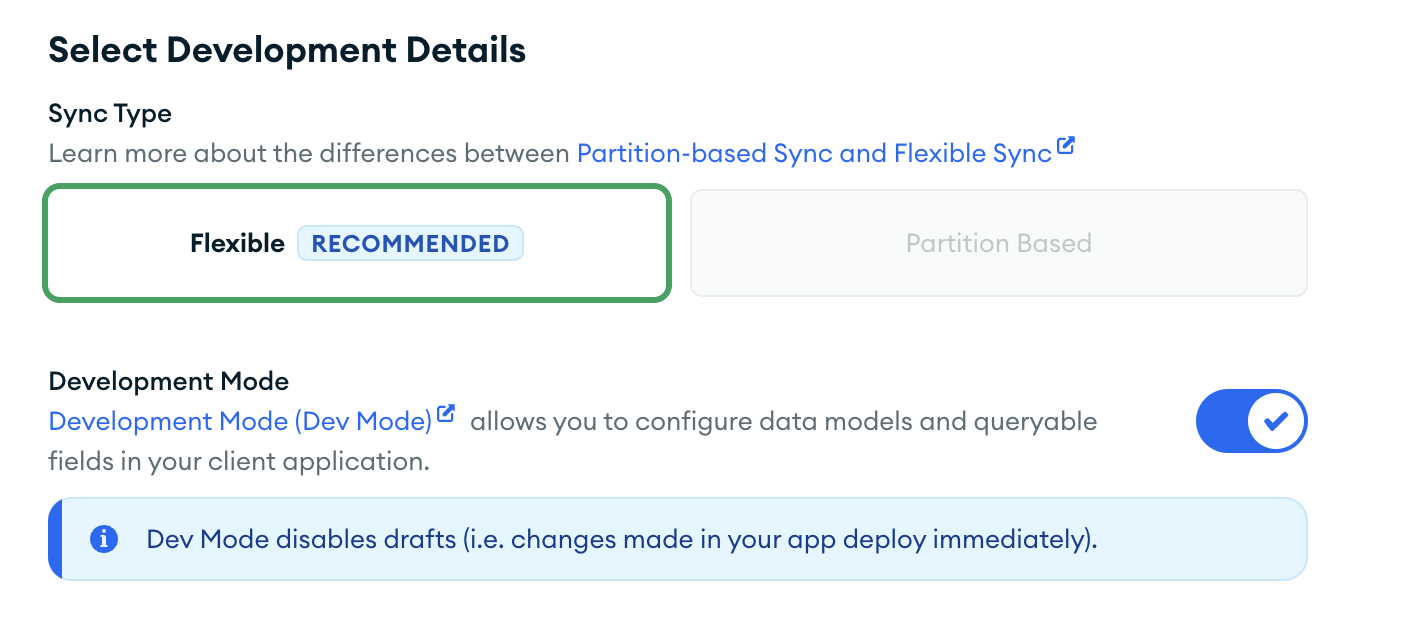 Select Development Details
Sync Type
Learn more about the differences between Partition-based Sync and Flexible Sync
Flexible RECOMMENDED
Partition Based
Development Mode
Development Mode (Dev Mode) allows you to configure data models and queryable
fields in your client application.
Dev Mode disables drafts (i.e. changes made in your app deploy immediately).